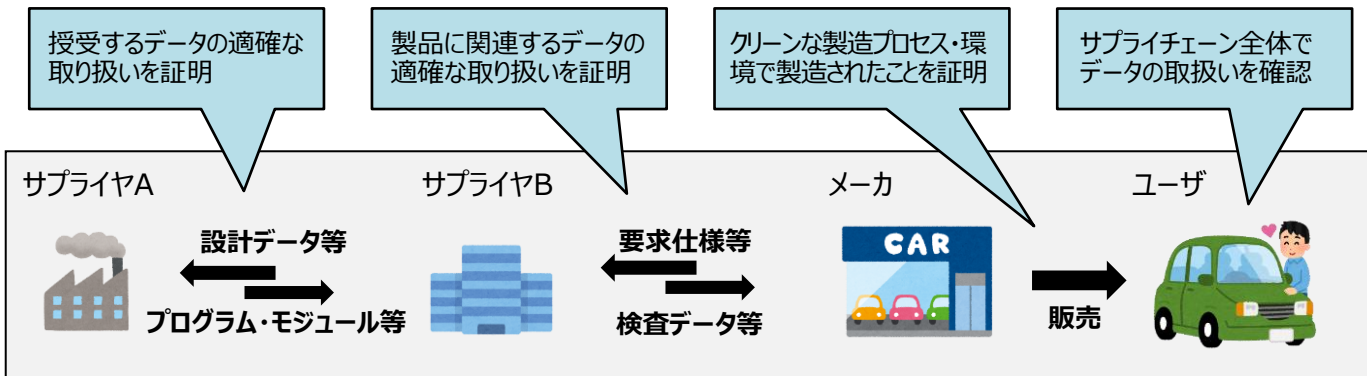 授受するデータの適確な
取り扱いを証明
製品に関連するデータの
適確な取り扱いを証明
クリーンな製造プロセス・環
境で製造されたことを証明
サプライチェーン全体で
データの取扱いを確認
サプライヤA
サプライヤB
メーカ
ユーザ
設計データ等
プログラム・モジュール等
要求仕様等
検査データ等
CAR
販売